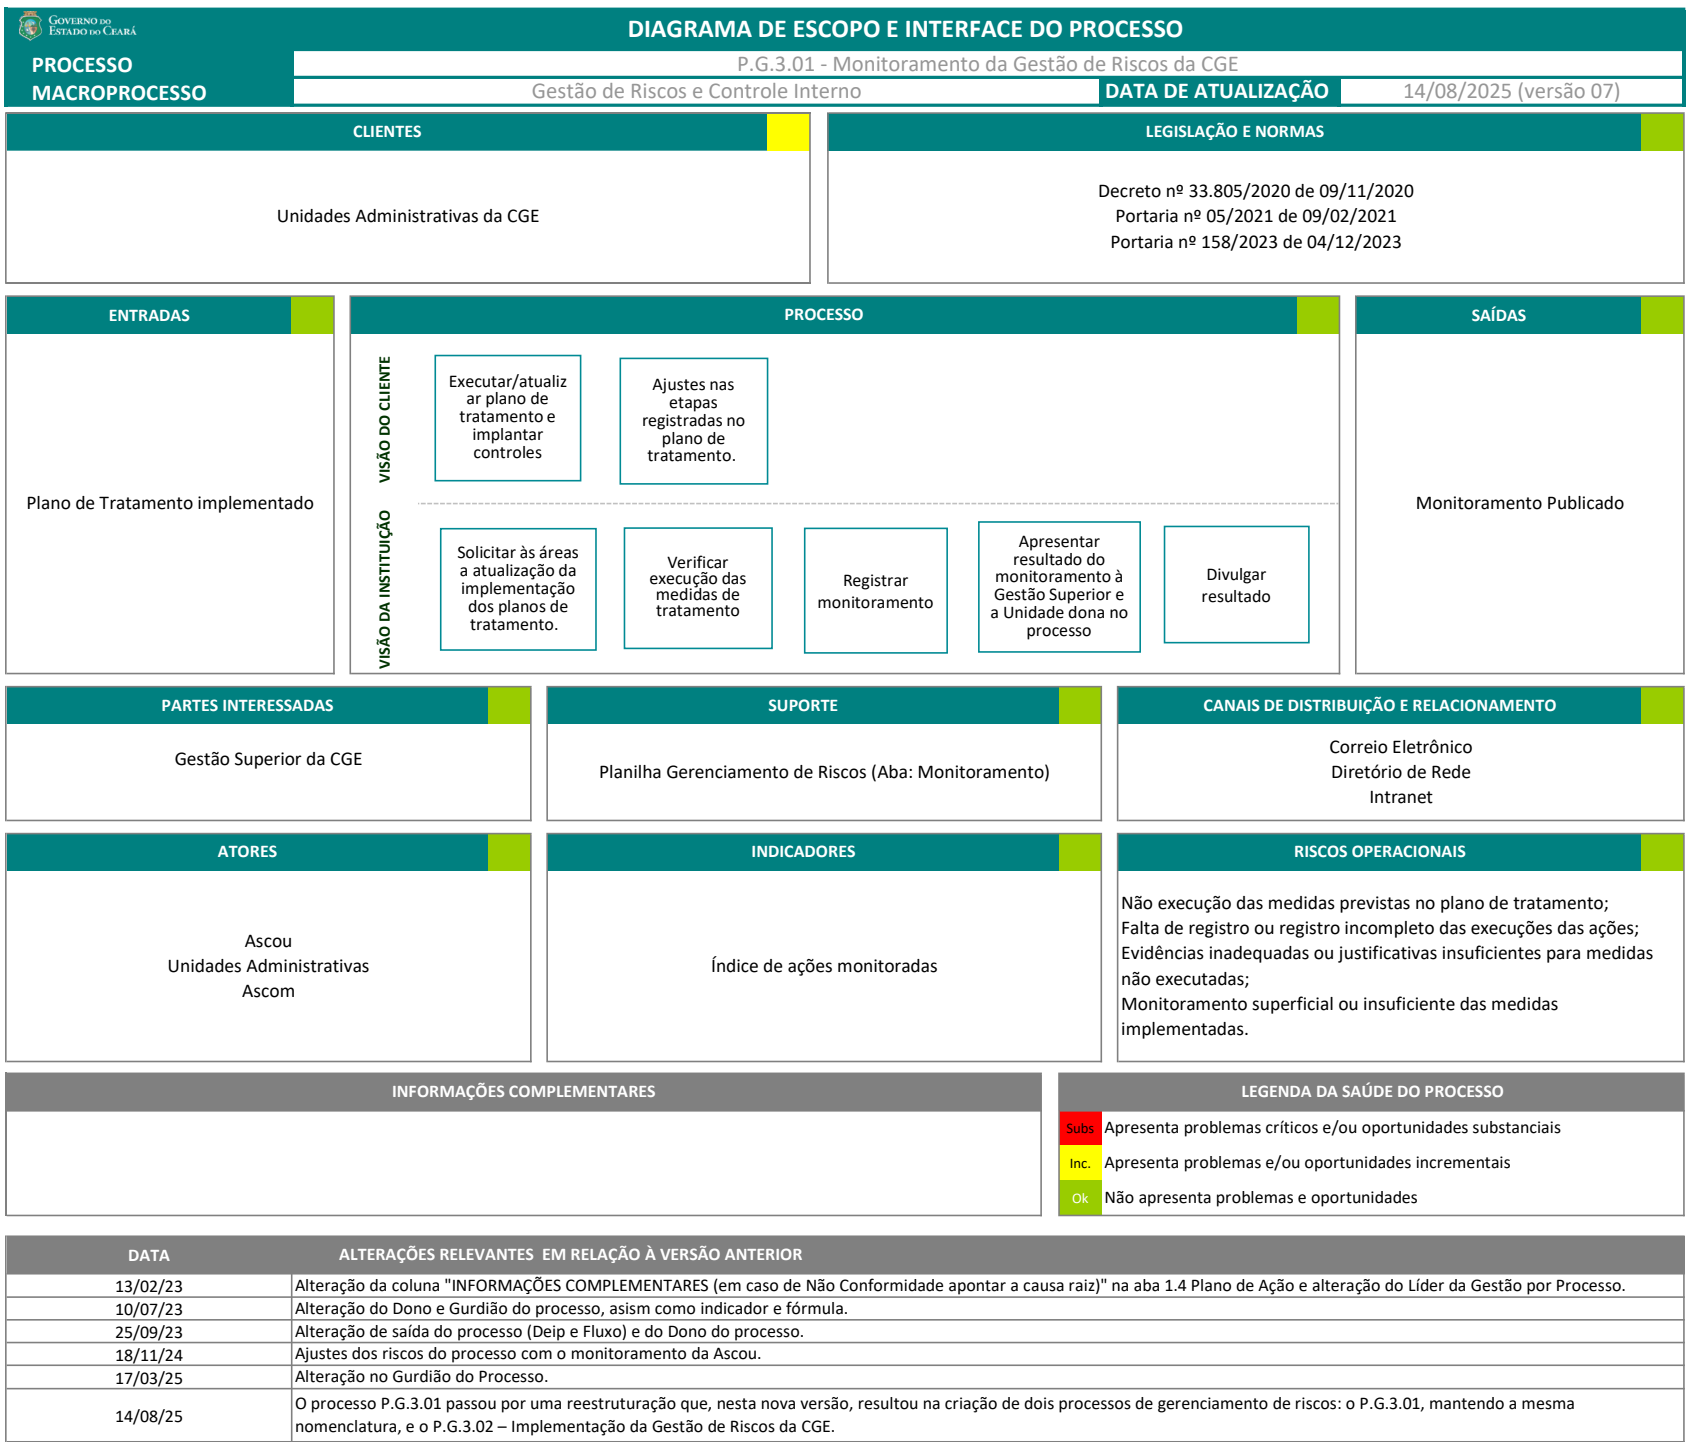 GOVERNO DO
ESTADO DO CEARÁ
DIAGRAMA DE ESCOPO E INTERFACE DO PROCESSO
PROCESSO
P.G.3.01 - Monitoramento da Gestão de Riscos da CGE
MACROPROCESSO
Gestão de Riscos e Controle Interno
DATA DE ATUALIZAÇÃO
14/08/2025 (versão 07)
CLIENTES
Unidades Administrativas da CGE
LEGISLAÇÃO E NORMAS
Decreto nº 33.805/2020 de 09/11/2020
Portaria nº 05/2021 de 09/02/2021
Portaria nº 158/2023 de 04/12/2023
ENTRADAS
Plano de Tratamento implementado
PROCESSO
VISÃO DO CLIENTE
Executar/atualiz
ar plano de
tratamento e
implantar
controles
Ajustes nas
etapas
registradas no
plano de
tratamento.
VISÃO DA INSTITUIÇÃO
Solicitar às áreas
a atualização da
implementação
dos planos de
tratamento.
Verificar
execução das
medidas de
tratamento
Registrar
monitoramento
Apresentar
resultado do
monitoramento à
Gestão Superior e
a Unidade dona no
processo
Divulgar
resultado
SAÍDAS
Monitoramento Publicado
PARTES INTERESSADAS
Gestão Superior da CGE
SUPORTE
Planilha Gerenciamento de Riscos (Aba: Monitoramento)
CANAIS DE DISTRIBUIÇÃO E RELACIONAMENTO
Correio Eletrônico
Diretório de Rede
Intranet
ATORES
Ascou
Unidades Administrativas
Ascom
INDICADORES
Índice de ações monitoradas
RISCOS OPERACIONAIS
Não execução das medidas previstas no plano de tratamento;
Falta de registro ou registro incompleto das execuções das ações;
Evidências inadequadas ou justificativas insuficientes para medidas
não executadas;
Monitoramento superficial ou insuficiente das medidas
implementadas.
INFORMAÇÕES COMPLEMENTARES
LEGENDA DA SAÚDE DO PROCESSO
Subs Apresenta problemas críticos e/ou oportunidades substanciais
Inc. Apresenta problemas e/ou oportunidades incrementais
Ok Não apresenta problemas e oportunidades
DATA ALTERAÇÕES RELEVANTES EM RELAÇÃO À VERSÃO ANTERIOR
13/02/23 Alteração da coluna "INFORMAÇÕES COMPLEMENTARES (em caso de Não Conformidade apontar a causa raiz)" na aba 1.4 Plano de Ação e alteração do Líder da Gestão por Processo.
10/07/23 Alteração do Dono e Gurdião do processo, asism como indicador e fórmula.
25/09/23 Alteração de saída do processo (Deip e Fluxo) e do Dono do processo.
18/11/24 Ajustes dos riscos do processo com o monitoramento da Ascou.
17/03/25 Alteração no Gurdião do Processo.
14/08/25 O processo P.G.3.01 passou por uma reestruturação que, nesta nova versão, resultou na criação de dois processos de gerenciamento de riscos: o P.G.3.01, mantendo a mesma
nomenclatura, e o P.G.3.02 – Implementação da Gestão de Riscos da CGE.